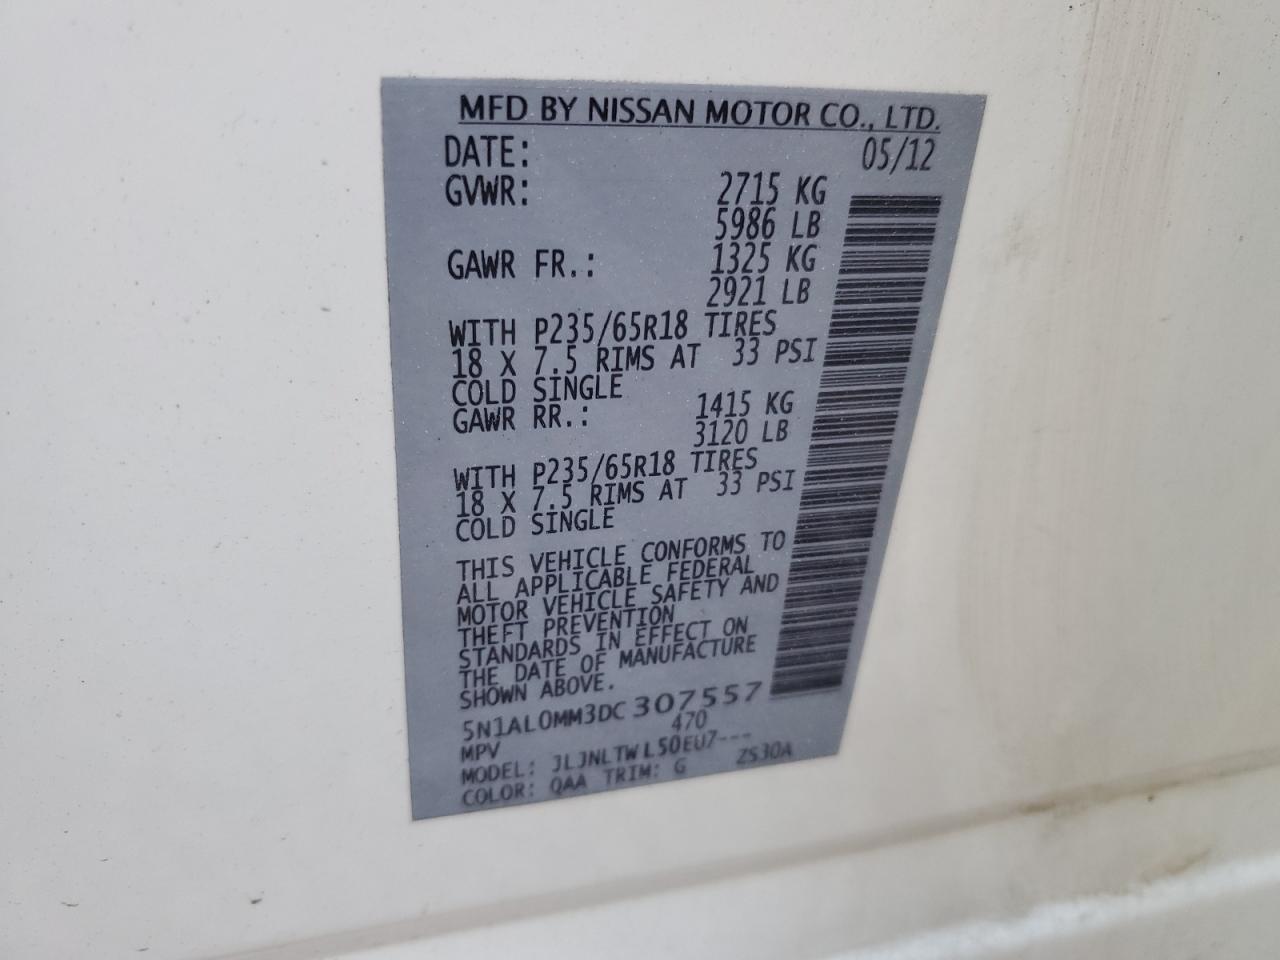 MFD BY NISSAN MOTOR CO., LTD.
DATE: 05/12
GVWR: 2715 KG
5986 LB
GAWR FR.: 1325 KG
2921 LB
WITH P235/65R18 TIRES
18 X 7.5 RIMS AT 33 PSI
COLD SINGLE
GAWR RR.: 1415 KG
3120 LB
WITH P235/65R18 TIRES
18 X 7.5 RIMS AT 33 PSI
COLD SINGLE
THIS VEHICLE CONFORMS TO
ALL APPLICABLE FEDERAL
MOTOR VEHICLE SAFETY AND
THEFT PREVENTION
STANDARDS IN EFFECT ON
THE DATE OF MANUFACTURE
SHOWN ABOVE.
5N1AL0MM3DC307557
MPV 470
MODEL: JLJNLTWL50EU7---
COLOR: QAA TRIM: G ZS30A